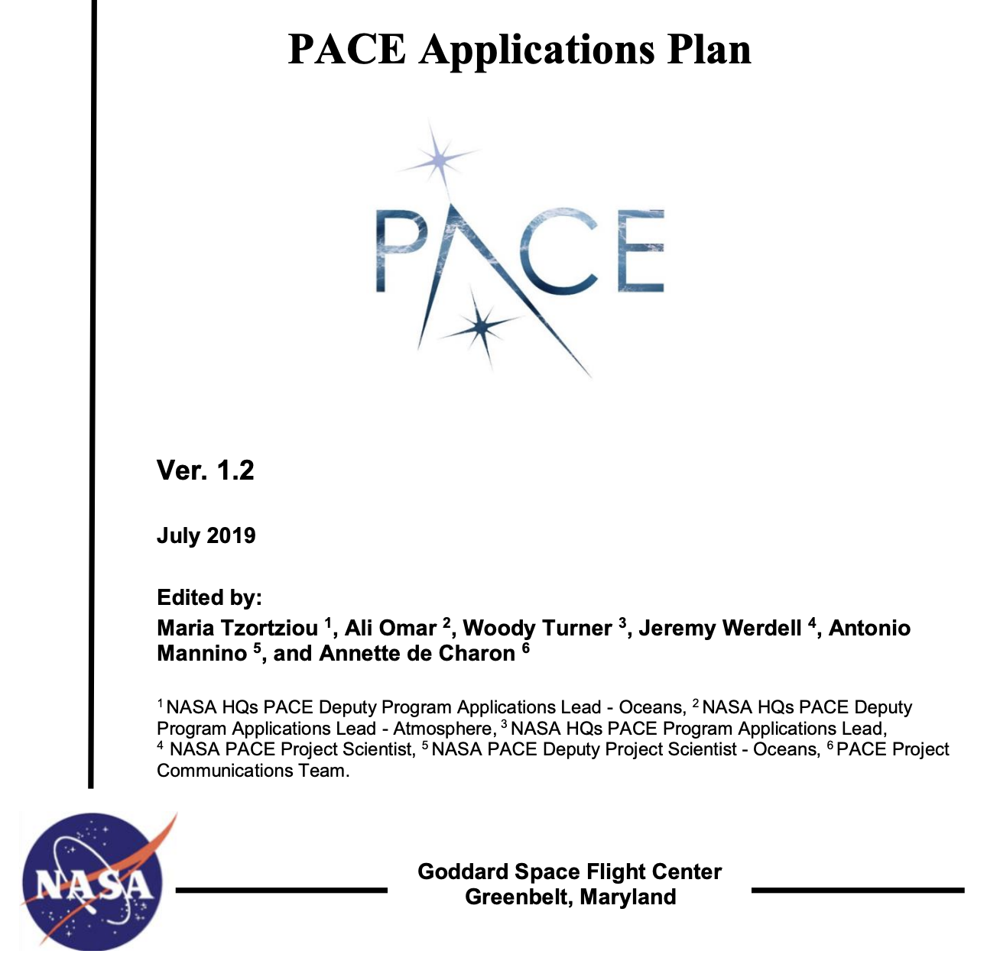 PACE Applications Plan
PACE
Ver. 1.2
July 2019
Edited by:
Maria Tzortziou ¹, Ali Omar ², Woody Turner ³, Jeremy Werdell ⁴, Antonio
Mannino ⁵, and Annette de Charon ⁶
¹ NASA HQs PACE Deputy Program Applications Lead - Oceans, ² NASA HQs PACE Deputy
Program Applications Lead - Atmosphere, ³ NASA HQs PACE Program Applications Lead,
⁴ NASA PACE Project Scientist, ⁵ NASA PACE Deputy Project Scientist - Oceans, ⁶ PACE Project
Communications Team.
NASA
Goddard Space Flight Center
Greenbelt, Maryland